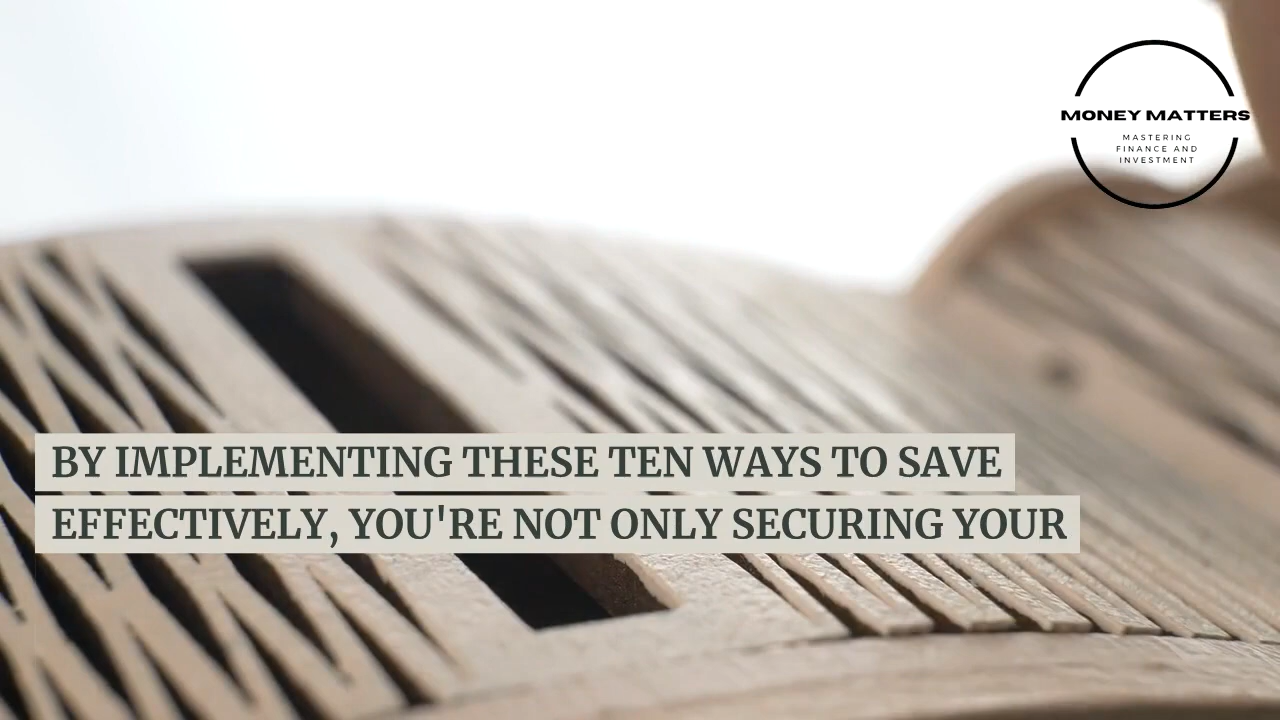 MONEY MATTERS
MASTERING
FINANCE AND
INVESTMENT
BY IMPLEMENTING THESE TEN WAYS TO SAVE
EFFECTIVELY, YOU'RE NOT ONLY SECURING YOUR